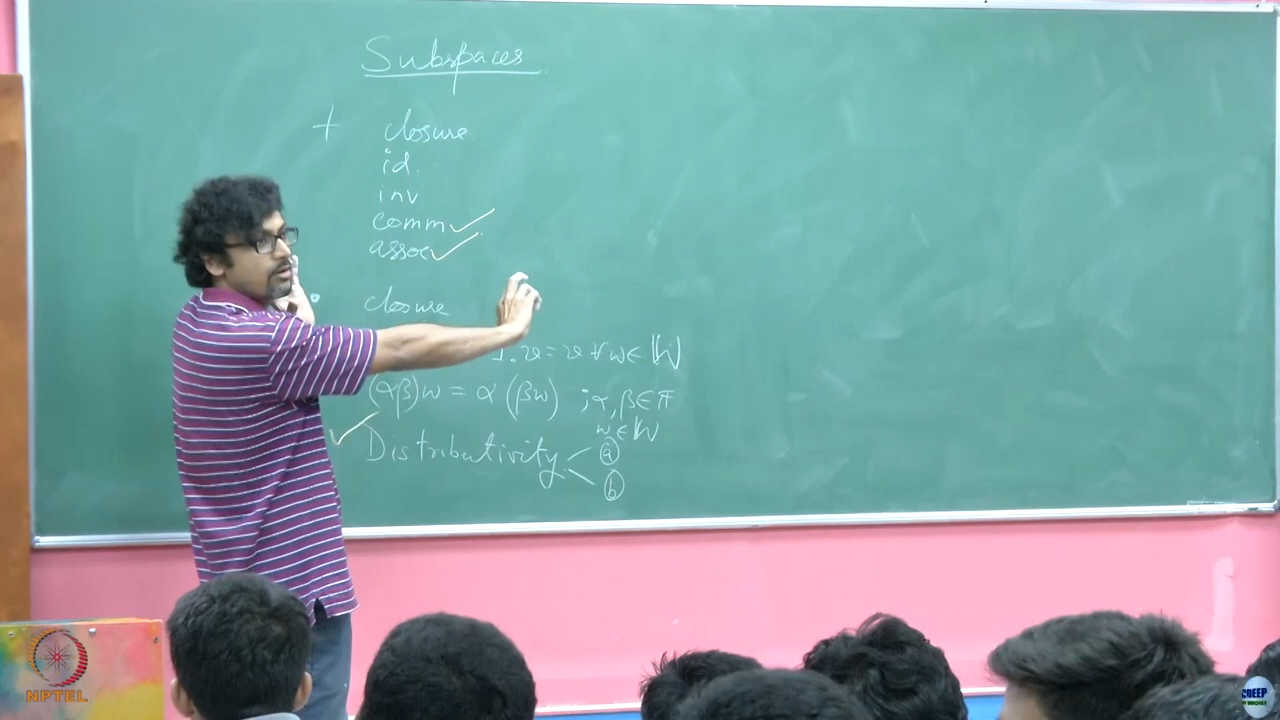 Subspaces
+ closure
id.
inv
comm ✓
assoc ✓
closure
1.w = w ∀ w ∈ W
(αβ)w = α(βw) ; α, β ∈ F
w ∈ W
✓ Distributivity
(a)
(b)
NPTEL